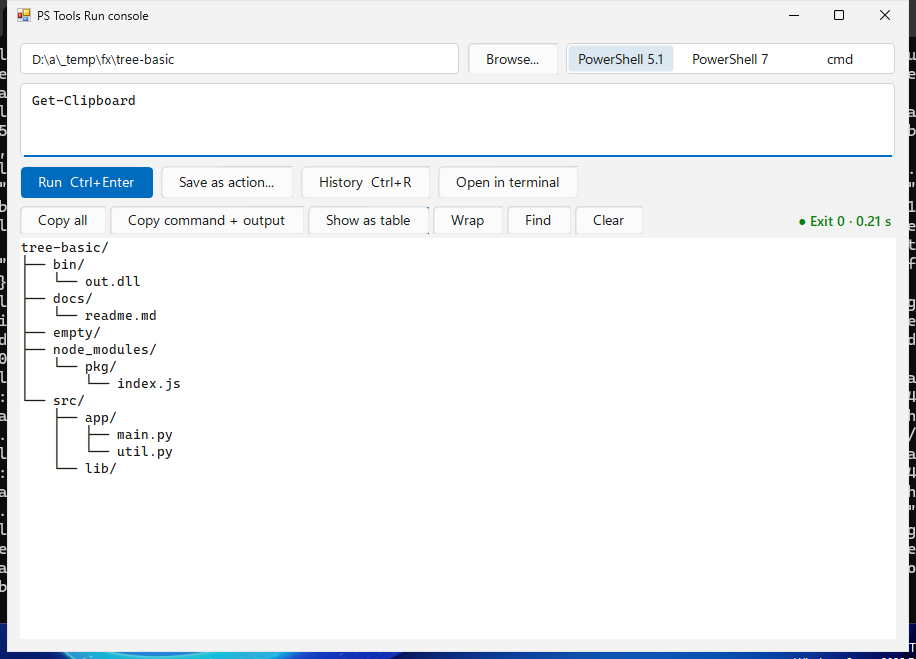 PS Tools Run console
D:\a\_temp\fx\tree-basic
Browse...
PowerShell 5.1
PowerShell 7
cmd
Get-Clipboard
Run Ctrl+Enter
Save as action...
History Ctrl+R
Open in terminal
Copy all
Copy command + output
Show as table
Wrap
Find
Clear
● Exit 0 · 0.21 s
tree-basic/
├── bin/
│   └── out.dll
├── docs/
│   └── readme.md
├── empty/
├── node_modules/
│   └── pkg/
│       └── index.js
└── src/
    ├── app/
    │   ├── main.py
    │   └── util.py
    └── lib/